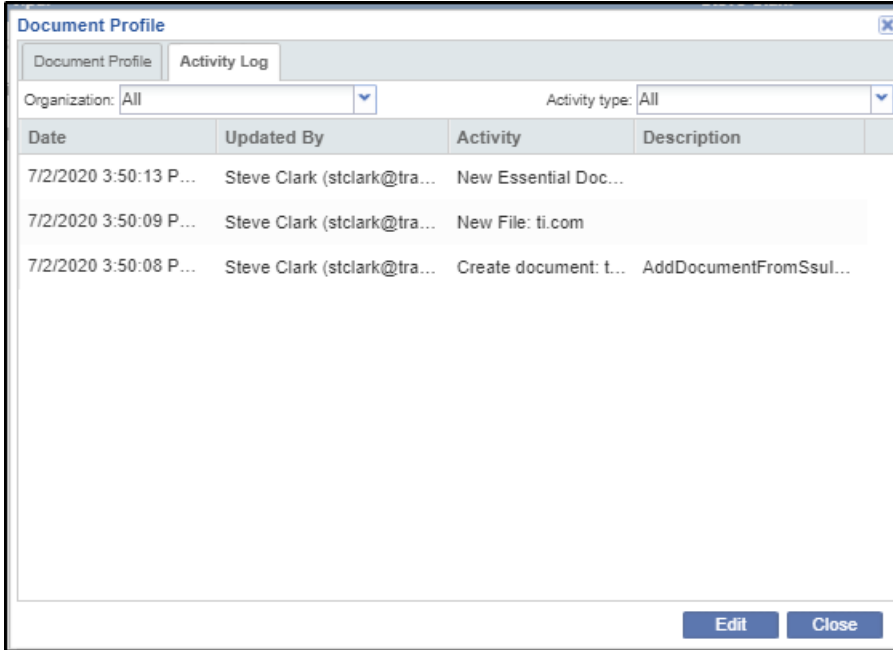 Document Profile
Document Profile Activity Log
Organization: All Activity type: All
Date Updated By Activity Description
7/2/2020 3:50:13 P... Steve Clark (stclark@tra... New Essential Doc...
7/2/2020 3:50:09 P... Steve Clark (stclark@tra... New File: ti.com
7/2/2020 3:50:08 P... Steve Clark (stclark@tra... Create document: t... AddDocumentFromSsul...
Edit Close